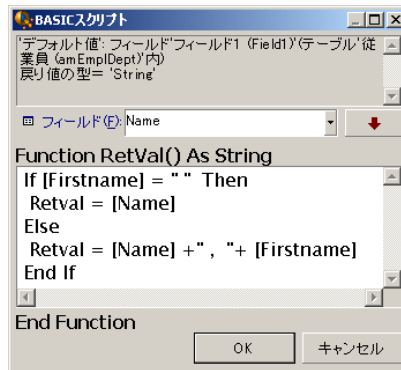 BASICスクリプト
'デフォルト値': フィールド'フィールド1 (Field1)'(テーブル'従
業員 (amEmplDept)'内)
戻り値の型= 'String'
フィールド(F): Name
Function RetVal() As String
If [Firstname] = " " Then
Retval = [Name]
Else
Retval = [Name] +" , "+ [Firstname]
End If
End Function
OK キャンセル